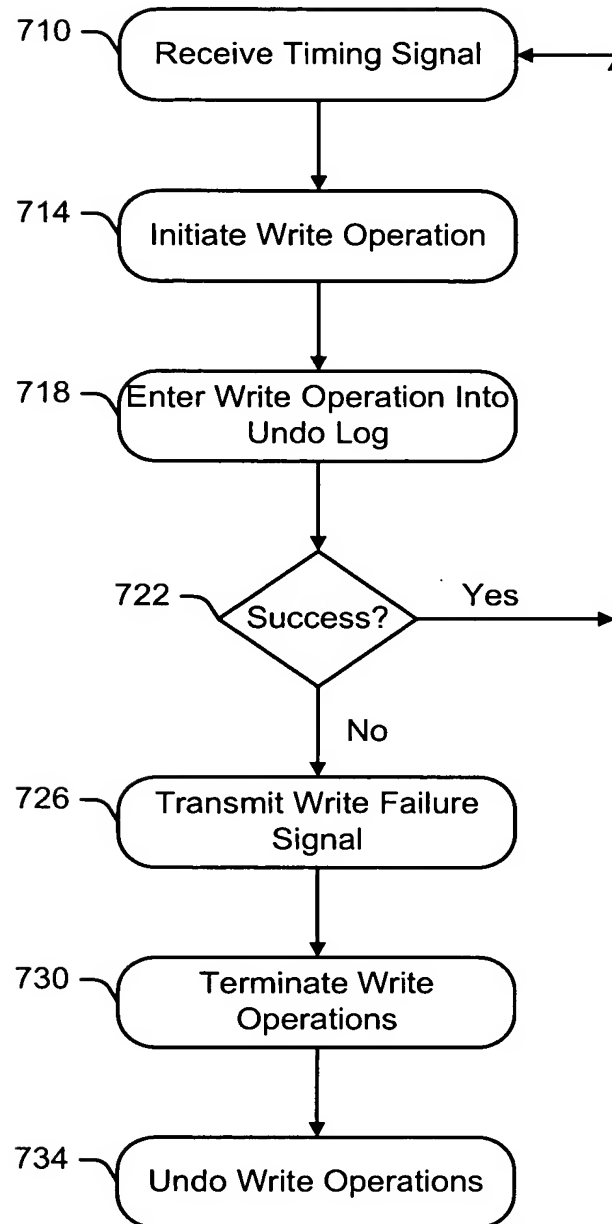 710
Receive Timing Signal
714
Initiate Write Operation
718
Enter Write Operation Into
Undo Log
722
Success?
Yes
No
726
Transmit Write Failure
Signal
730
Terminate Write
Operations
734
Undo Write Operations